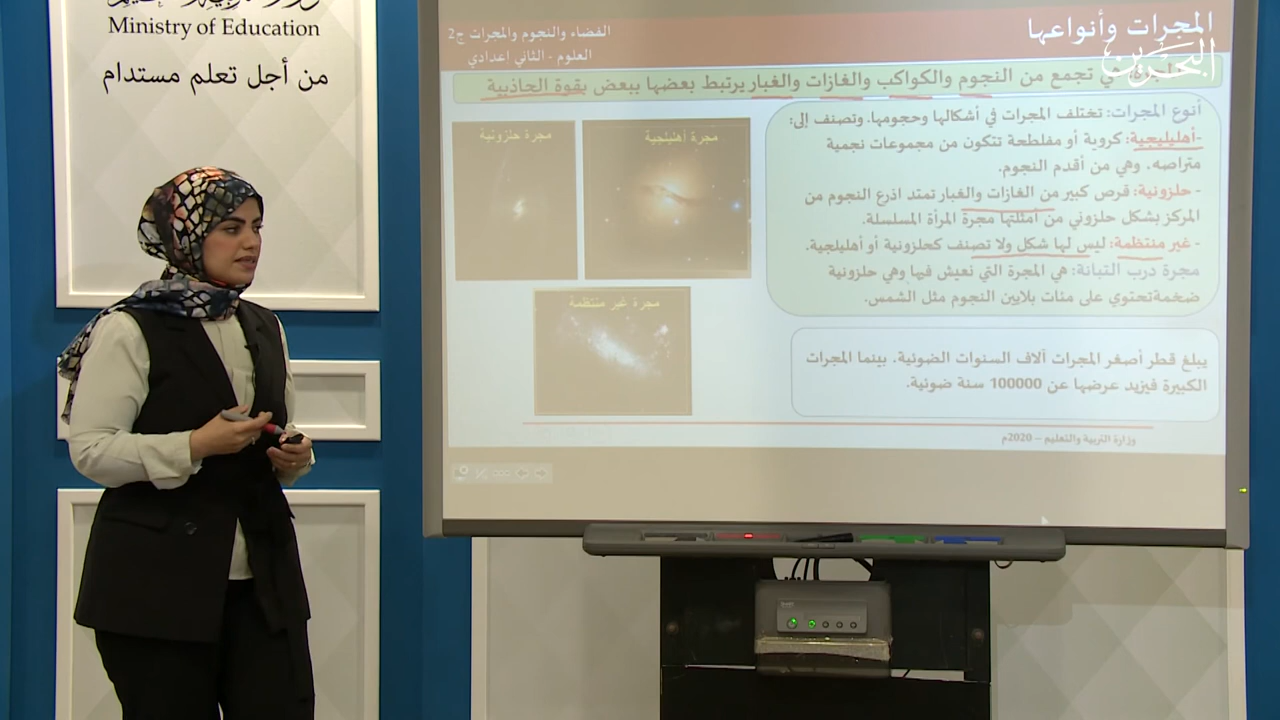 Ministry of Education
من أجل تعلم مستدام
المجرات وأنواعها
البحرين
الفضاء والنجوم والمجرات ج2
العلوم - الثاني اعدادي
هي تجمع من النجوم والكواكب والغازات والغبار يرتبط بعضها ببعض بقوة الجاذبية
أنوع المجرات: تختلف المجرات في أشكالها وحجومها. وتصنف إلى:
-أهليليجية: كروية أو مفلطحة تتكون من مجموعات نجمية
متراصه. وهي من أقدم النجوم.
- حلزونية: قرص كبير من الغازات والغبار تمتد اذرع النجوم من
المركز بشكل حلزوني من أمثلتها مجرة المرأة المسلسلة.
- غير منتظمة: ليس لها شكل ولا تصنف كحلزونية أو أهليلجية.
مجرة درب التبانة: هي المجرة التي نعيش فيها وهي حلزونية
ضخمةتحتوي على مئات بلايين النجوم مثل الشمس.
مجرة أهليلجية
مجرة حلزونية
مجرة غير منتظمة
يبلغ قطر أصغر المجرات آلاف السنوات الضوئية. بينما المجرات
الكبيرة فيزيد عرضها عن 100000 سنة ضوئية.
وزارة التربية والتعليم – 2020م